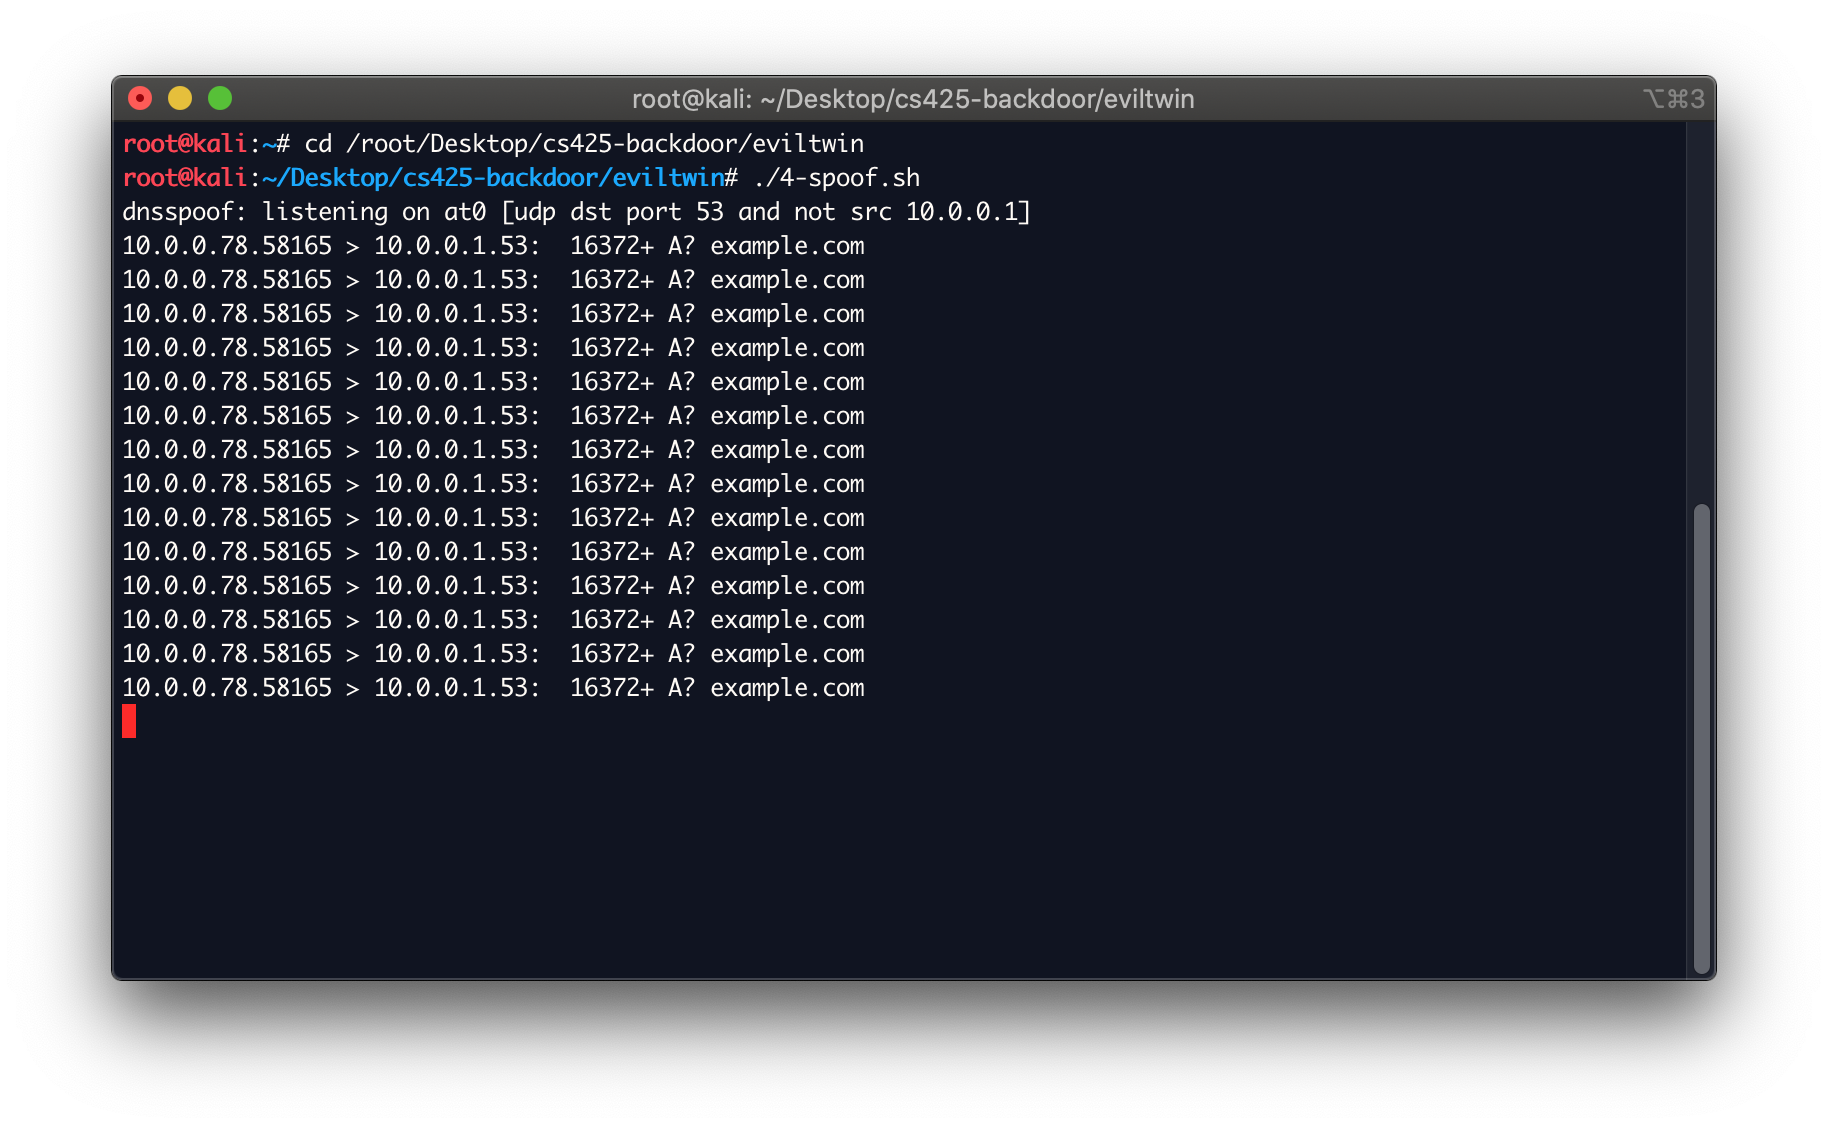 root@kali: ~/Desktop/cs425-backdoor/eviltwin
⌥⌘3
root@kali:~# cd /root/Desktop/cs425-backdoor/eviltwin
root@kali:~/Desktop/cs425-backdoor/eviltwin# ./4-spoof.sh
dnsspoof: listening on at0 [udp dst port 53 and not src 10.0.0.1]
10.0.0.78.58165 > 10.0.0.1.53:  16372+ A? example.com
10.0.0.78.58165 > 10.0.0.1.53:  16372+ A? example.com
10.0.0.78.58165 > 10.0.0.1.53:  16372+ A? example.com
10.0.0.78.58165 > 10.0.0.1.53:  16372+ A? example.com
10.0.0.78.58165 > 10.0.0.1.53:  16372+ A? example.com
10.0.0.78.58165 > 10.0.0.1.53:  16372+ A? example.com
10.0.0.78.58165 > 10.0.0.1.53:  16372+ A? example.com
10.0.0.78.58165 > 10.0.0.1.53:  16372+ A? example.com
10.0.0.78.58165 > 10.0.0.1.53:  16372+ A? example.com
10.0.0.78.58165 > 10.0.0.1.53:  16372+ A? example.com
10.0.0.78.58165 > 10.0.0.1.53:  16372+ A? example.com
10.0.0.78.58165 > 10.0.0.1.53:  16372+ A? example.com
10.0.0.78.58165 > 10.0.0.1.53:  16372+ A? example.com
10.0.0.78.58165 > 10.0.0.1.53:  16372+ A? example.com